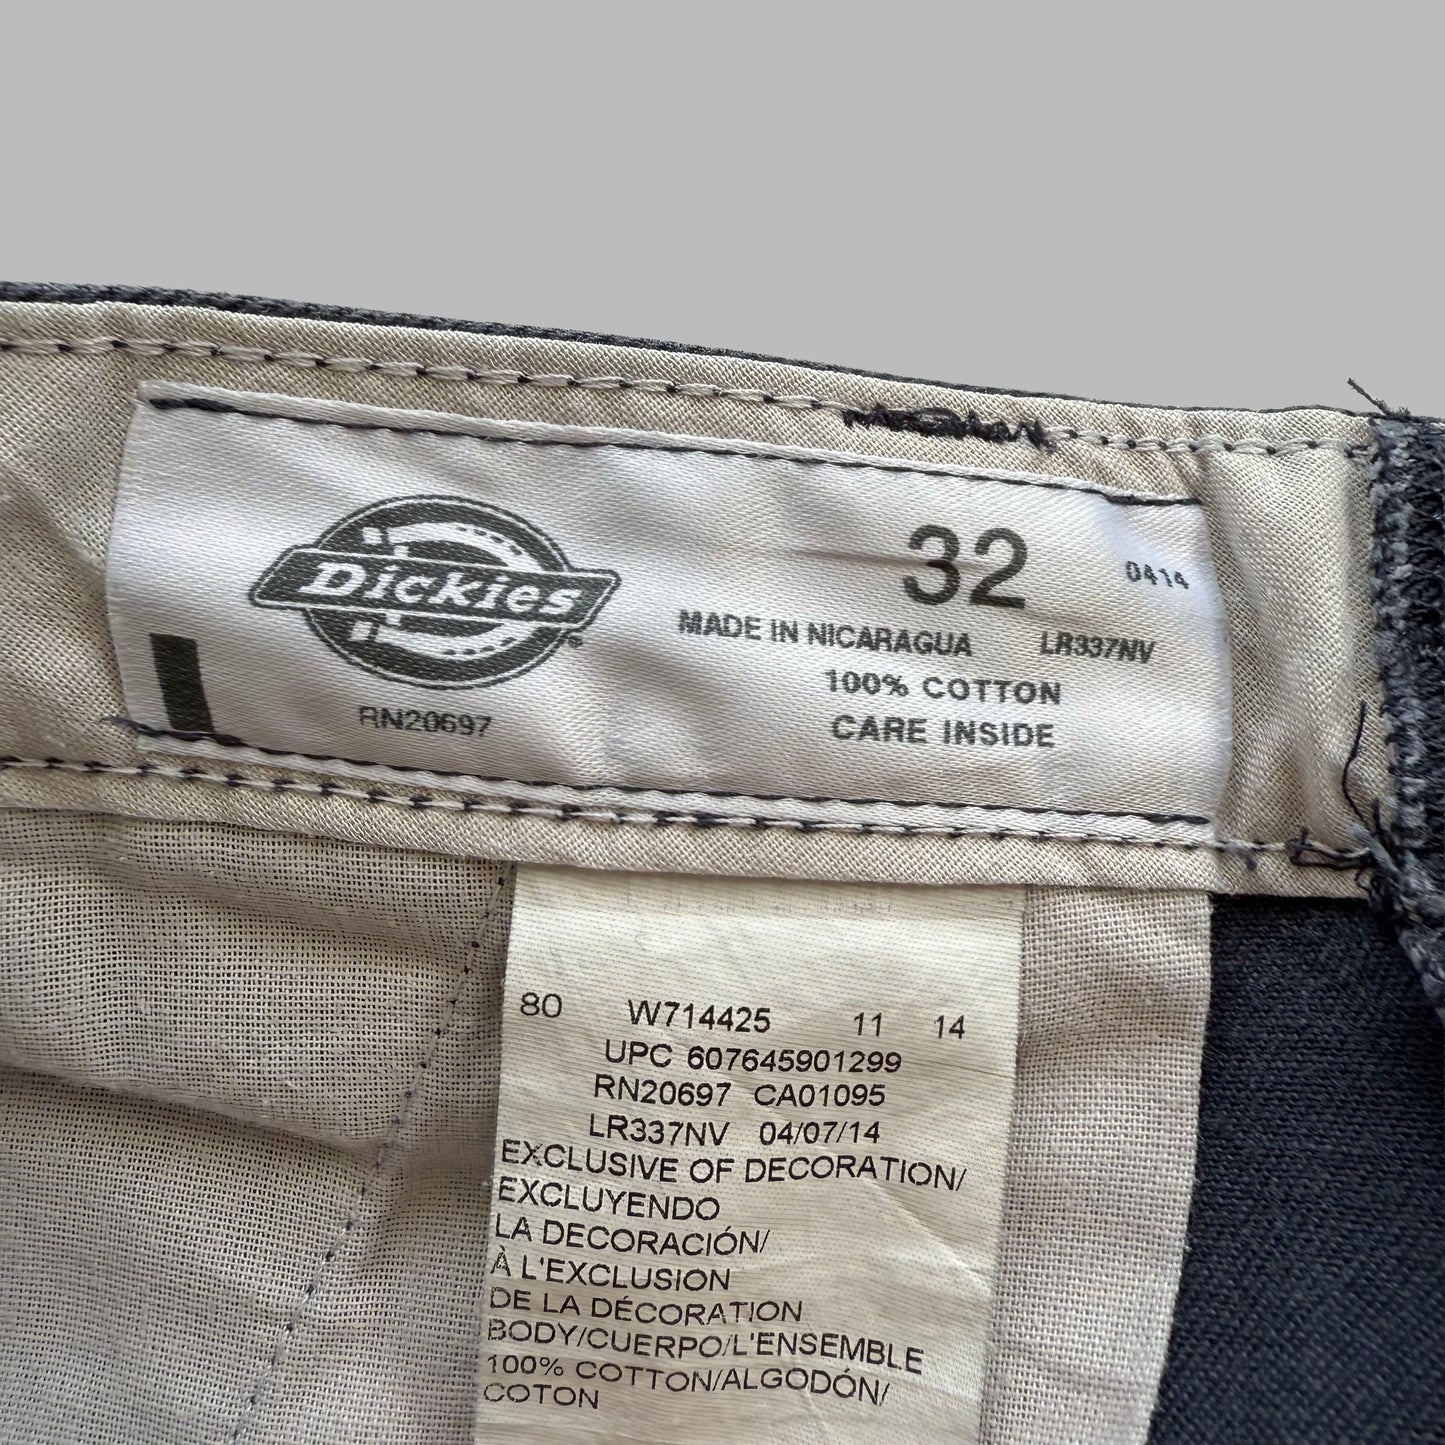 Dickies®
RN20697
32
0414
MADE IN NICARAGUA LR337NV
100% COTTON
CARE INSIDE
80 W714425 11 14
UPC 607645901299
RN20697 CA01095
LR337NV 04/07/14
EXCLUSIVE OF DECORATION/
EXCLUYENDO
LA DECORACIÓN/
À L'EXCLUSION
DE LA DÉCORATION
BODY/CUERPO/L'ENSEMBLE
100% COTTON/ALGODÓN/
COTON